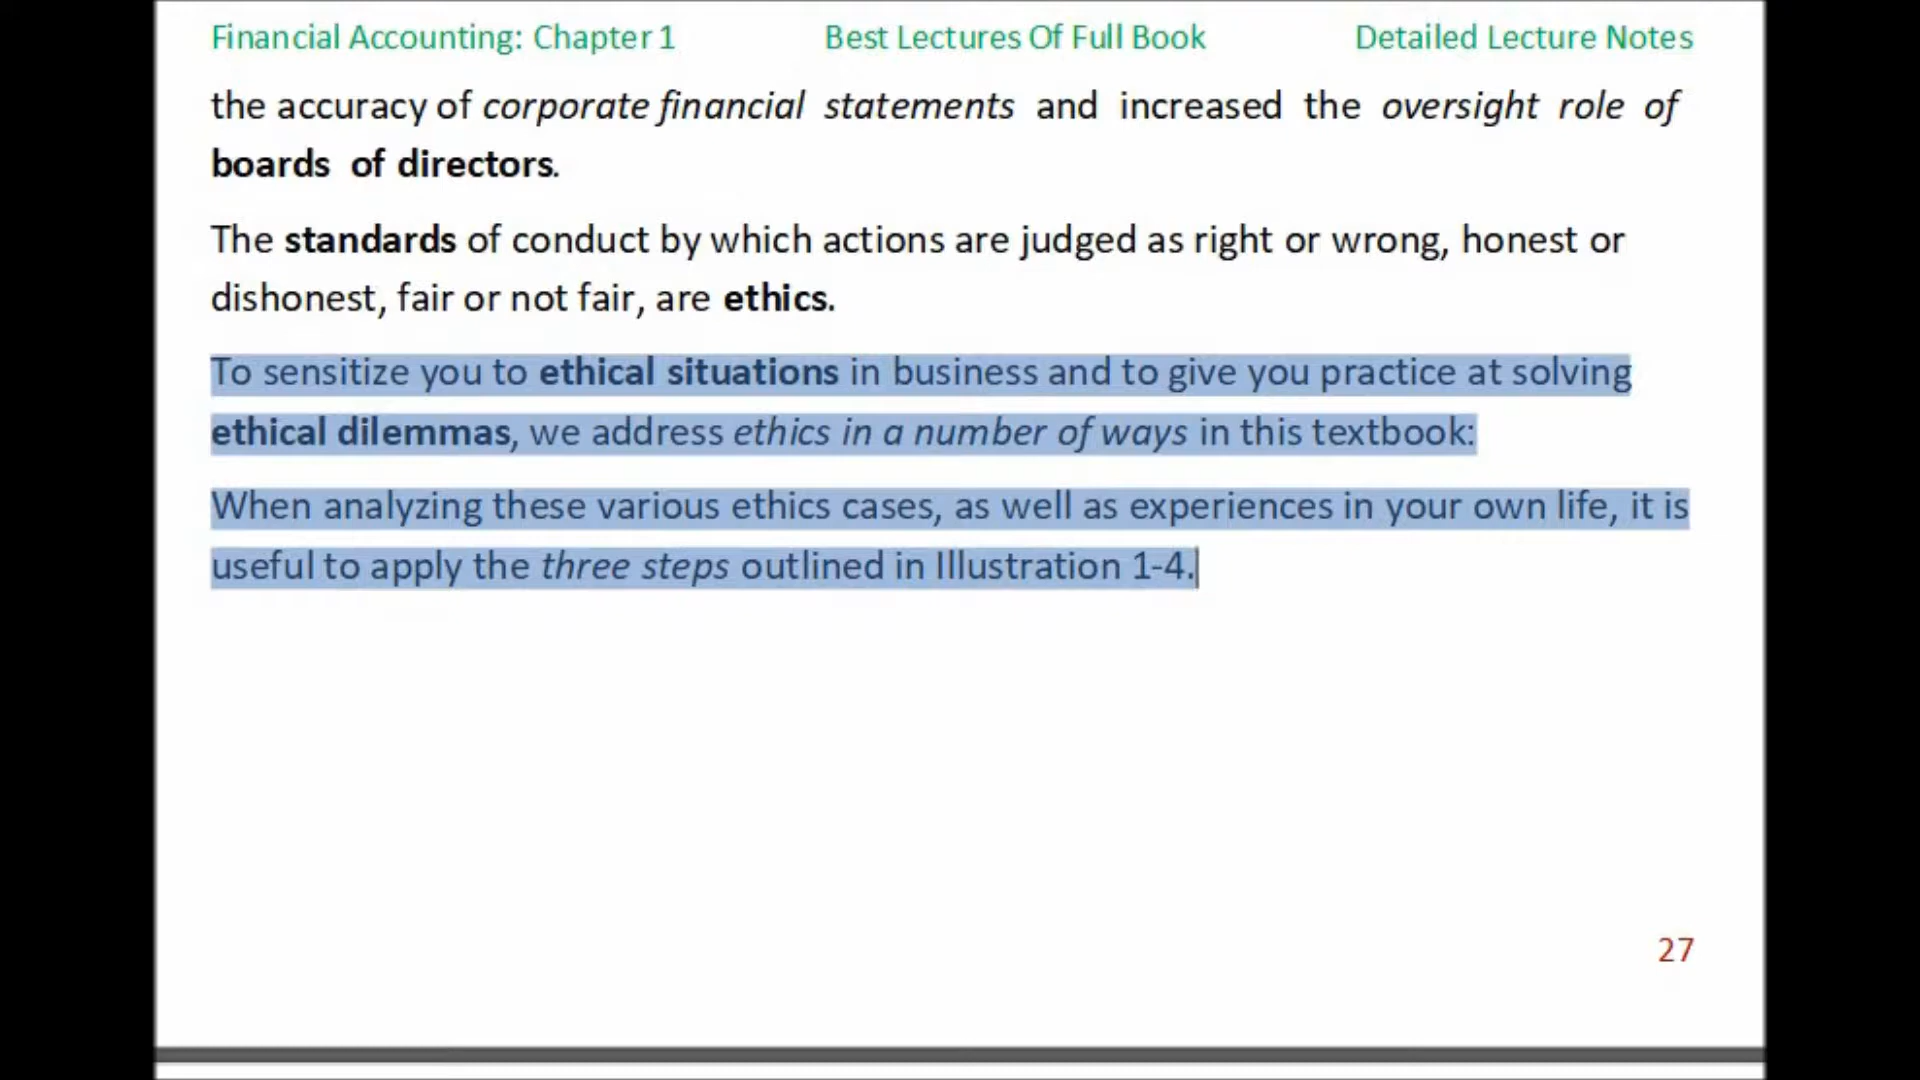 Financial Accounting: Chapter 1 Best Lectures Of Full Book Detailed Lecture Notes
the accuracy of corporate financial statements and increased the oversight role of
boards of directors.
The standards of conduct by which actions are judged as right or wrong, honest or
dishonest, fair or not fair, are ethics.
To sensitize you to ethical situations in business and to give you practice at solving
ethical dilemmas, we address ethics in a number of ways in this textbook:
When analyzing these various ethics cases, as well as experiences in your own life, it is
useful to apply the three steps outlined in Illustration 1-4.
27